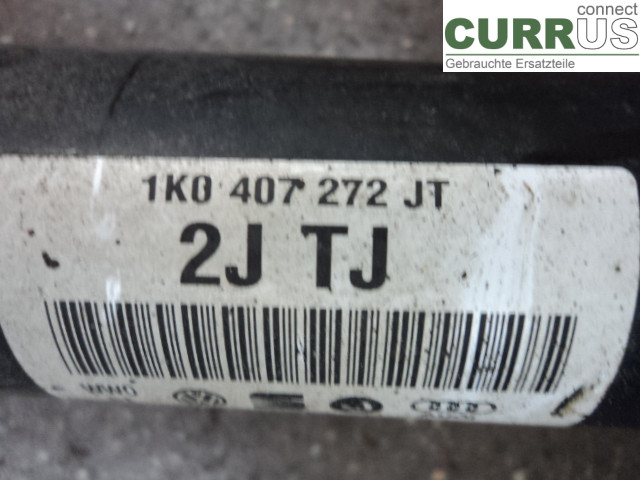 connect
CURRUS
Gebrauchte Ersatzteile
1K0 407 272 JT
2J TJ